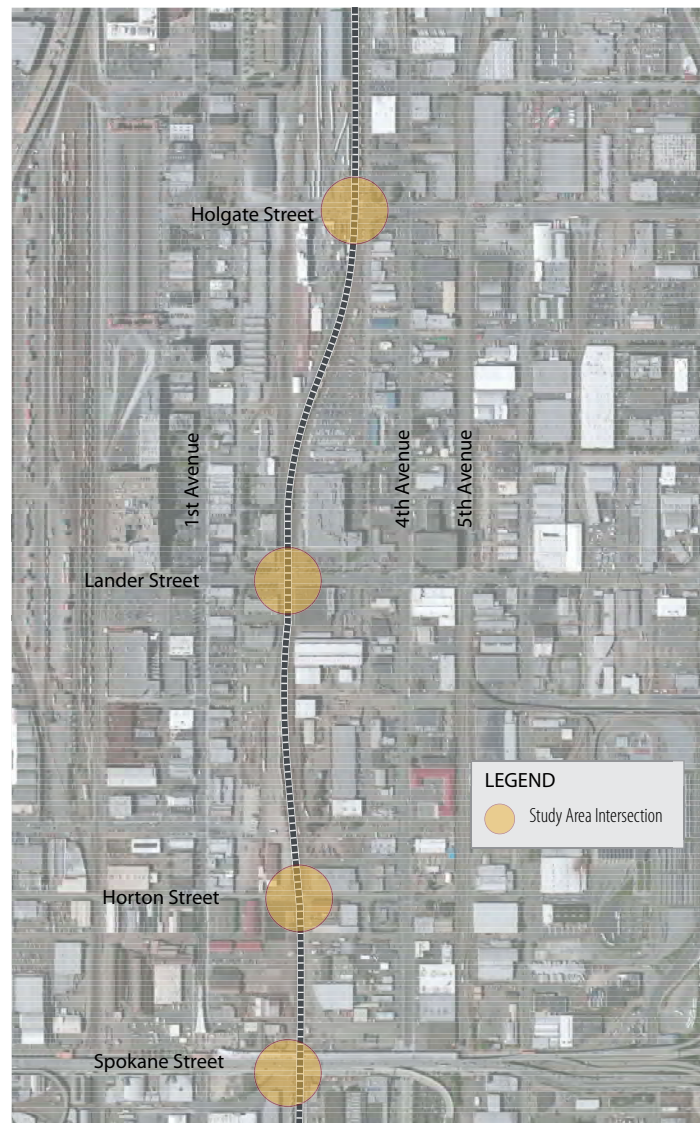 Holgate Street
1st Avenue
4th Avenue
5th Avenue
Lander Street
LEGEND
Study Area Intersection
Horton Street
Spokane Street